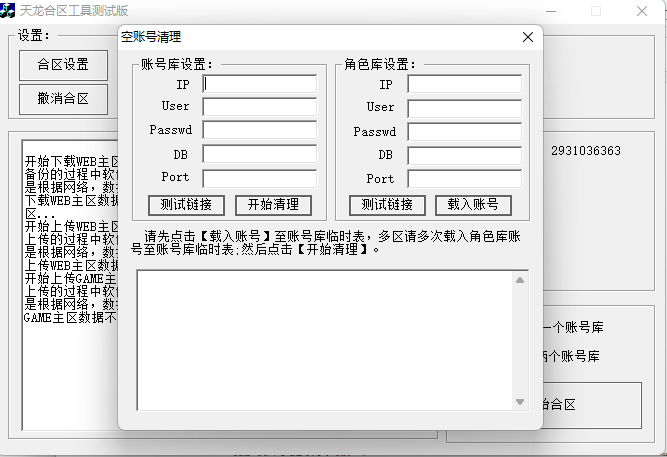 天龙合区工具测试版
设置:
合区设置
撤消合区
空账号清理
账号库设置:
IP
User
Passwd
DB
Port
测试链接
开始清理
角色库设置:
IP
User
Passwd
DB
Port
测试链接
载入账号
请先点击【载入账号】至账号库临时表，多区请多次载入角色库账
号至账号库临时表;然后点击【开始清理】。
开始下载WEB主区
备份的过程中软
是根据网络，数
下载WEB主区数据
区...
开始上传WEB主区
上传的过程中软
是根据网络，数
上传WEB主区数据
开始上传GAME主
上传的过程中软
是根据网络，数
GAME主区数据不
2931036363
一个账号库
两个账号库
合区